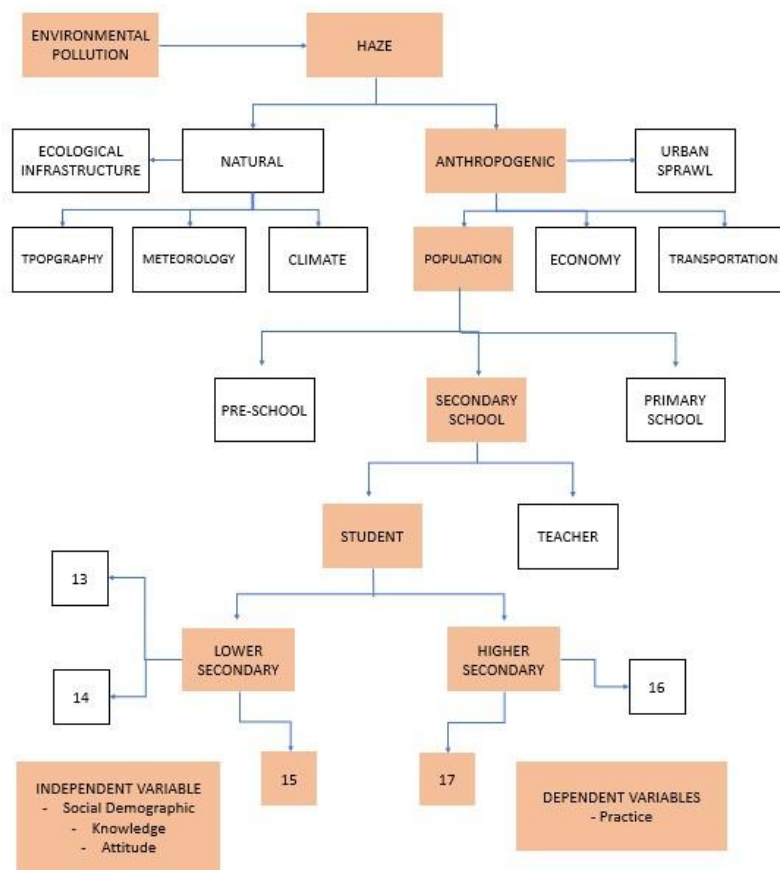 ENVIRONMENTAL
POLLUTION
HAZE
ECOLOGICAL
INFRASTRUCTURE
NATURAL
ANTHROPOGENIC
URBAN
SPRAWL
TPOPGRAPHY
METEOROLOGY
CLIMATE
POPULATION
ECONOMY
TRANSPORTATION
PRE-SCHOOL
SECONDARY
SCHOOL
PRIMARY
SCHOOL
STUDENT
TEACHER
13
LOWER
SECONDARY
HIGHER
SECONDARY
14
16
15
17
INDEPENDENT VARIABLE
- Social Demographic
- Knowledge
- Attitude
DEPENDENT VARIABLES
- Practice